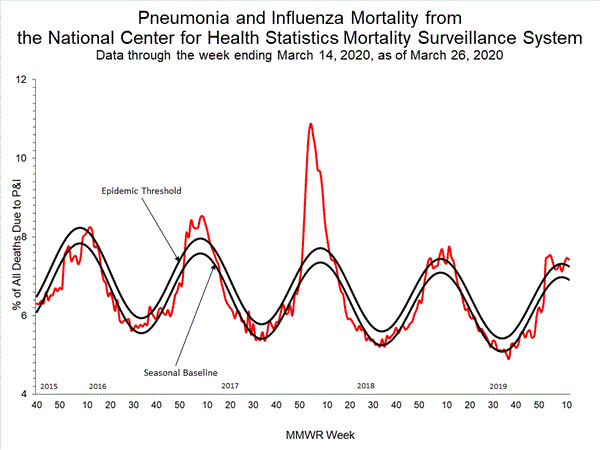 Pneumonia and Influenza Mortality from
the National Center for Health Statistics Mortality Surveillance System
Data through the week ending March 14, 2020, as of March 26, 2020
12
10
8
6
4
% of All Deaths Due to P&I
Epidemic Threshold
Seasonal Baseline
2015 2016 2017 2018 2019
40 50 10 20 30 40 50 10 20 30 40 50 10 20 30 40 50 10 20 30 40 50 10
MMWR Week